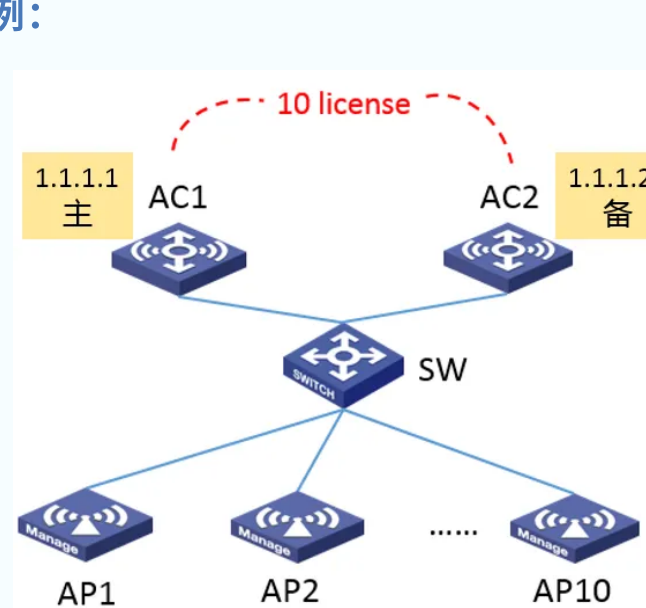 例：
10 license
1.1.1.1
主
AC1
AC2
1.1.1.2
备
SWITCH
SW
Manage
Manage
......
Manage
AP1
AP2
AP10